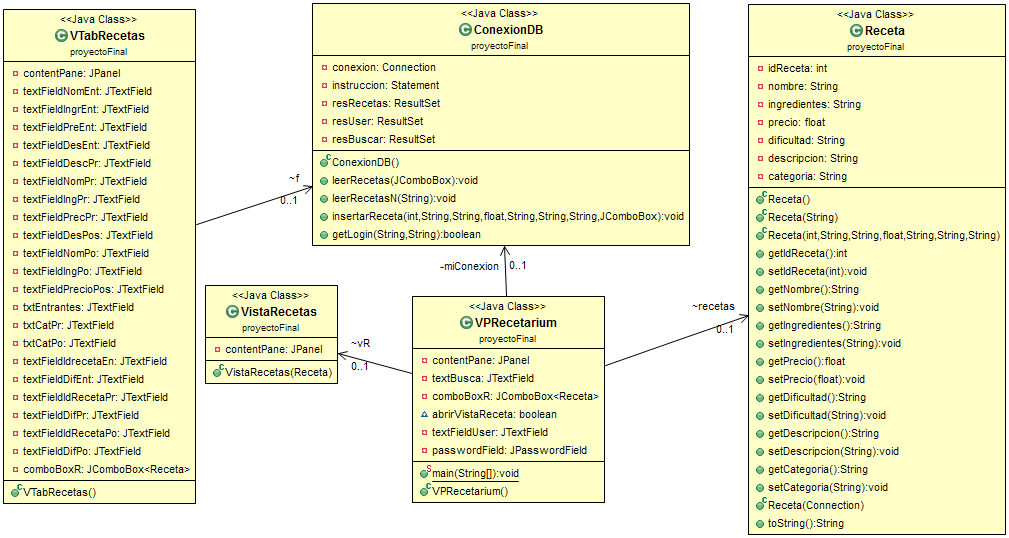 <<Java Class>>
VTabRecetas
proyectoFinal
contentPane: JPanel
textFieldNomEnt: JTextField
textFieldIngrEnt: JTextField
textFieldPreEnt: JTextField
textFieldDesEnt: JTextField
textFieldDescPr: JTextField
textFieldNomPr: JTextField
textFieldIngPr: JTextField
textFieldPrecPr: JTextField
textFieldDesPos: JTextField
textFieldNomPo: JTextField
textFieldIngPo: JTextField
textFieldPrecioPos: JTextField
txtEntrantes: JTextField
txtCatPr: JTextField
txtCatPo: JTextField
textFieldIdrecetaEn: JTextField
textFieldDifEnt: JTextField
textFieldIdRecetaPr: JTextField
textFieldDifPr: JTextField
textFieldIdRecetaPo: JTextField
textFieldDifPo: JTextField
comboBoxR: JComboBox<Receta>
VTabRecetas()
~f
0..1
<<Java Class>>
ConexionDB
proyectoFinal
conexion: Connection
instruccion: Statement
resRecetas: ResultSet
resUser: ResultSet
resBuscar: ResultSet
ConexionDB()
leerRecetas(JComboBox):void
leerRecetasN(String):void
insertarReceta(int,String,String,float,String,String,String,JComboBox):void
getLogin(String,String):boolean
-miConexion
0..1
<<Java Class>>
VistaRecetas
proyectoFinal
contentPane: JPanel
VistaRecetas(Receta)
~vR
0..1
<<Java Class>>
VPRecetarium
proyectoFinal
contentPane: JPanel
textBusca: JTextField
comboBoxR: JComboBox<Receta>
abrirVistaReceta: boolean
textFieldUser: JTextField
passwordField: JPasswordField
main(String[]):void
VPRecetarium()
~recetas
0..1
<<Java Class>>
Receta
proyectoFinal
idReceta: int
nombre: String
ingredientes: String
precio: float
dificultad: String
descripcion: String
categoria: String
Receta()
Receta(String)
Receta(int,String,String,float,String,String,String)
getIdReceta():int
setIdReceta(int):void
getNombre():String
setNombre(String):void
getIngredientes():String
setIngredientes(String):void
getPrecio():float
setPrecio(float):void
getDificultad():String
setDificultad(String):void
getDescripcion():String
setDescripcion(String):void
getCategoria():String
setCategoria(String):void
Receta(Connection)
toString():String